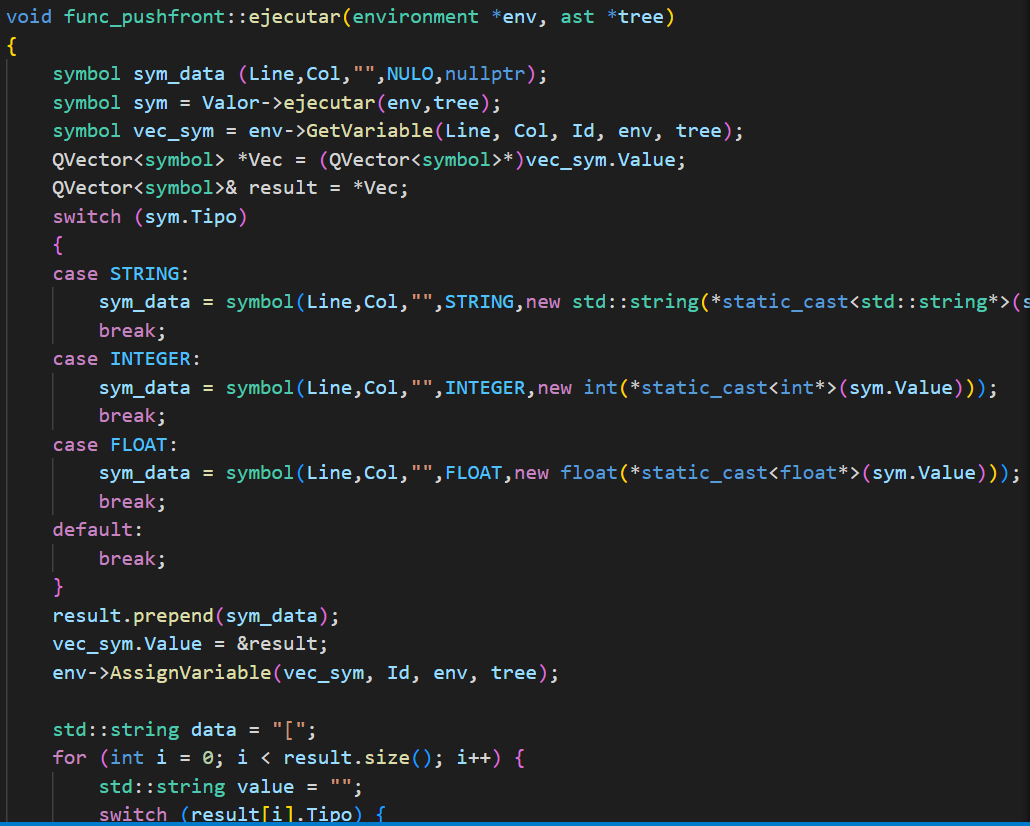 void func_pushfront::ejecutar(environment *env, ast *tree)
{
    symbol sym_data (Line,Col,"",NULO,nullptr);
    symbol sym = Valor->ejecutar(env,tree);
    symbol vec_sym = env->GetVariable(Line, Col, Id, env, tree);
    QVector<symbol> *Vec = (QVector<symbol>*)vec_sym.Value;
    QVector<symbol>& result = *Vec;
    switch (sym.Tipo)
    {
    case STRING:
        sym_data = symbol(Line,Col,"",STRING,new std::string(*static_cast<std::string*>(s
        break;
    case INTEGER:
        sym_data = symbol(Line,Col,"",INTEGER,new int(*static_cast<int*>(sym.Value)));
        break;
    case FLOAT:
        sym_data = symbol(Line,Col,"",FLOAT,new float(*static_cast<float*>(sym.Value)));
        break;
    default:
        break;
    }
    result.prepend(sym_data);
    vec_sym.Value = &result;
    env->AssignVariable(vec_sym, Id, env, tree);

    std::string data = "[";
    for (int i = 0; i < result.size(); i++) {
        std::string value = "";
        switch (result[i].Tipo) {